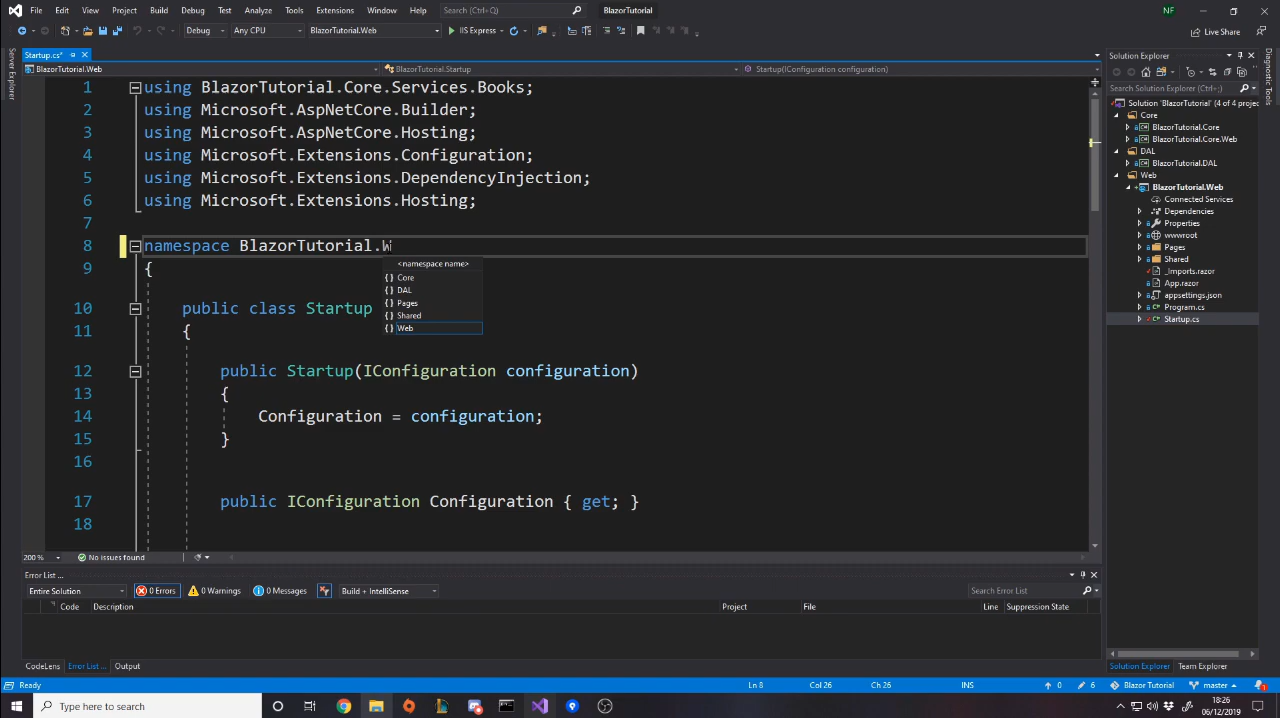 File Edit View Project Build Debug Test Analyze Tools Extensions Window Help Search (Ctrl+Q) BlazorTutorial NF
Debug Any CPU BlazorTutorial.Web IIS Express Live Share
Server Explorer
Startup.cs*
BlazorTutorial.Web BlazorTutorial.Startup Startup(IConfiguration configuration)
1 using BlazorTutorial.Core.Services.Books;
2 using Microsoft.AspNetCore.Builder;
3 using Microsoft.AspNetCore.Hosting;
4 using Microsoft.Extensions.Configuration;
5 using Microsoft.Extensions.DependencyInjection;
6 using Microsoft.Extensions.Hosting;
7
8 namespace BlazorTutorial.W
<namespace name>
{ } Core
{ } DAL
{ } Pages
{ } Shared
{ } Web
9 {
10 public class Startup
11 {
12 public Startup(IConfiguration configuration)
13 {
14 Configuration = configuration;
15 }
16
17 public IConfiguration Configuration { get; }
18
200 % No issues found
Solution Explorer
Search Solution Explorer (Ctrl+;)
Solution 'BlazorTutorial' (4 of 4 proje
Core
BlazorTutorial.Core
BlazorTutorial.Core.Web
DAL
BlazorTutorial.DAL
Web
BlazorTutorial.Web
Connected Services
Dependencies
Properties
wwwroot
Pages
Shared
_Imports.razor
App.razor
appsettings.json
Program.cs
Startup.cs
Diagnostic Tools
Error List ...
Entire Solution 0 Errors 0 Warnings 0 Messages Build + IntelliSense Search Error List
Code Description Project File Line Suppression State
CodeLens Error List ... Output
Solution Explorer Team Explorer
Ready Ln 8 Col 26 Ch 26 INS 0 6 Blazor Tutorial master 1
Type here to search
18:26
06/12/2019